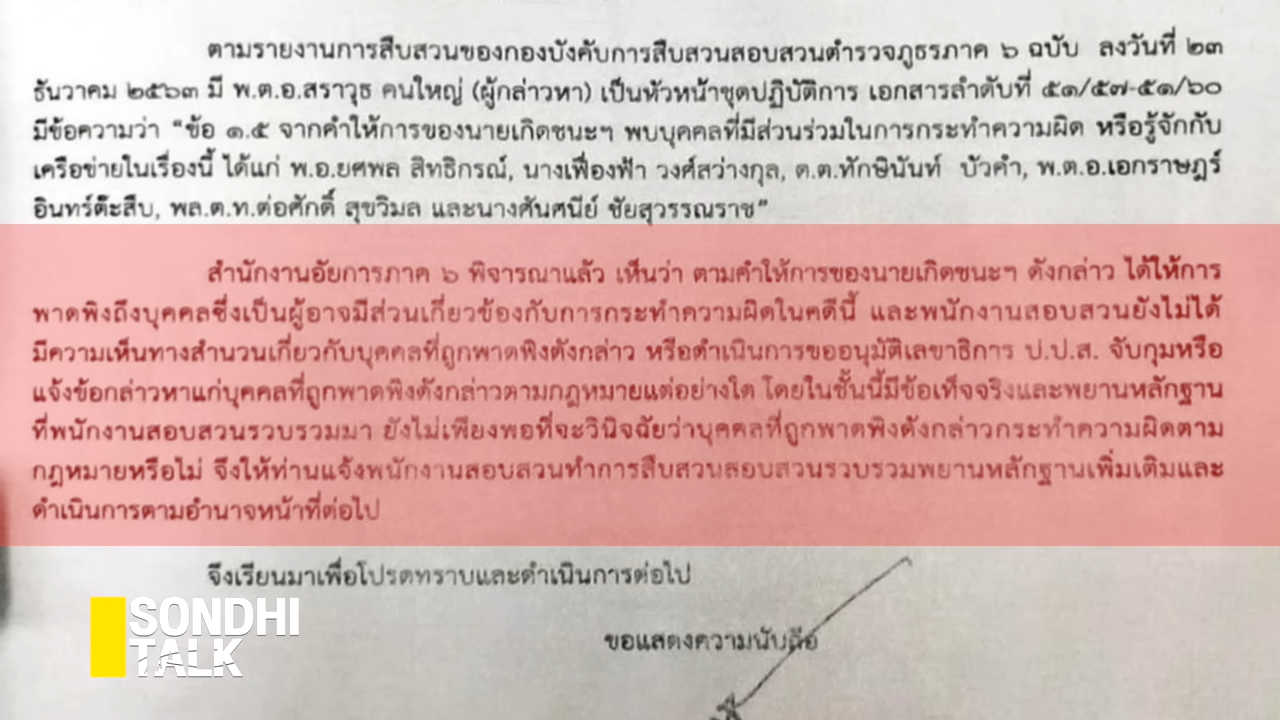 ตามรายงานการสืบสวนของกองบังคับการสืบสวนสอบสวนตำรวจภูธรภาค ๖ ฉบับ ลงวันที่ ๒๓
ธันวาคม ๒๕๖๓ มี พ.ต.อ.สราวุธ คนใหญ่ (ผู้กล่าวหา) เป็นหัวหน้าชุดปฏิบัติการ เอกสารลำดับที่ ๕๑/๕๗-๕๑/๖๐
มีข้อความว่า “ข้อ ๑.๕ จากคำให้การของนายเกิดชนะฯ พบบุคคลที่มีส่วนร่วมในการกระทำความผิด หรือรู้จักกับ
เครือข่ายในเรื่องนี้ ได้แก่ พ.อ.ยศพล สิทธิกรณ์, นางเฟื่องฟ้า วงศ์สว่างกุล, ด.ต.ทักษินันท์ บัวคำ, พ.ต.อ.เอกราษฎร์
อินทร์ต๊ะสืบ, พล.ต.ท.ต่อศักดิ์ สุขวิมล และนางศันศนีย์ ชัยสุวรรณราช”
สำนักงานอัยการภาค ๖ พิจารณาแล้ว เห็นว่า ตามคำให้การของนายเกิดชนะฯ ดังกล่าว ได้ให้การ
พาดพิงถึงบุคคลซึ่งเป็นผู้อาจมีส่วนเกี่ยวข้องกับการกระทำความผิดในคดีนี้ และพนักงานสอบสวนยังไม่ได้
มีความเห็นทางสำนวนเกี่ยวกับบุคคลที่ถูกพาดพิงดังกล่าว หรือดำเนินการขออนุมัติเลขาธิการ ป.ป.ส. จับกุมหรือ
แจ้งข้อกล่าวหาแก่บุคคลที่ถูกพาดพิงดังกล่าวตามกฎหมายแต่อย่างใด โดยในชั้นนี้มีข้อเท็จจริงและพยานหลักฐาน
ที่พนักงานสอบสวนรวบรวมมา ยังไม่เพียงพอที่จะวินิจฉัยว่าบุคคลที่ถูกพาดพิงดังกล่าวกระทำความผิดตาม
กฎหมายหรือไม่ จึงให้ท่านแจ้งพนักงานสอบสวนทำการสืบสวนสอบสวนรวบรวมพยานหลักฐานเพิ่มเติมและ
ดำเนินการตามอำนาจหน้าที่ต่อไป
จึงเรียนมาเพื่อโปรดทราบและดำเนินการต่อไป
ขอแสดงความนับถือ
SONDHI
TALK